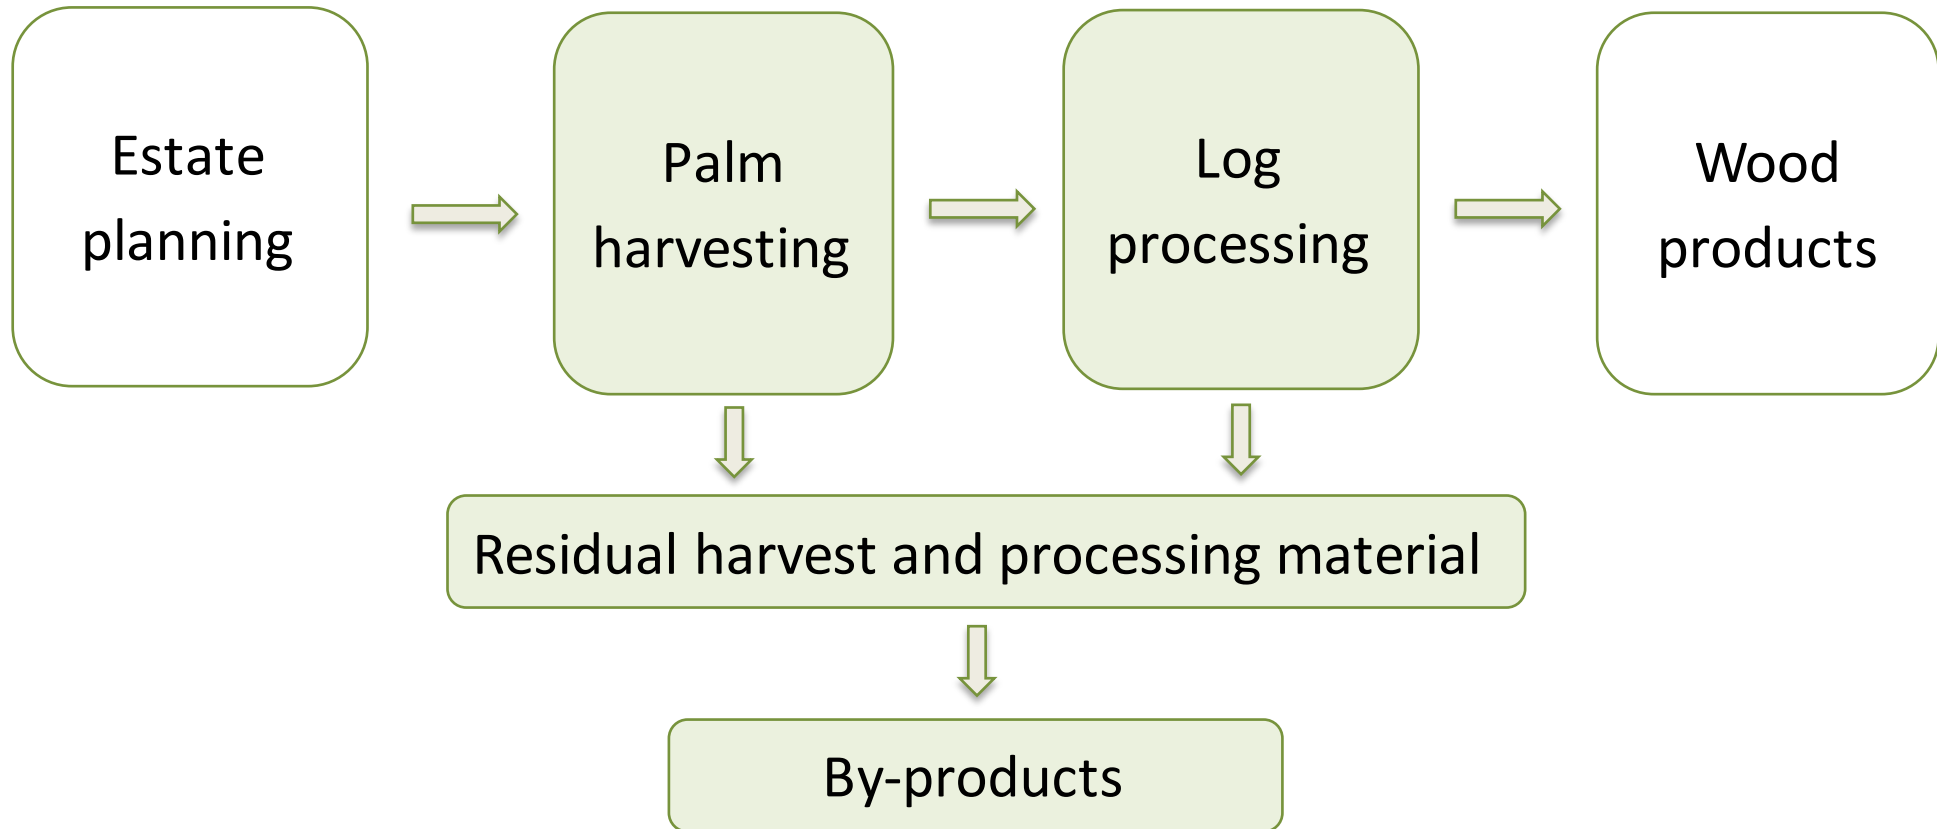 Estate
planning
Palm
harvesting
Log
processing
Wood
products
Residual harvest and processing material
By-products